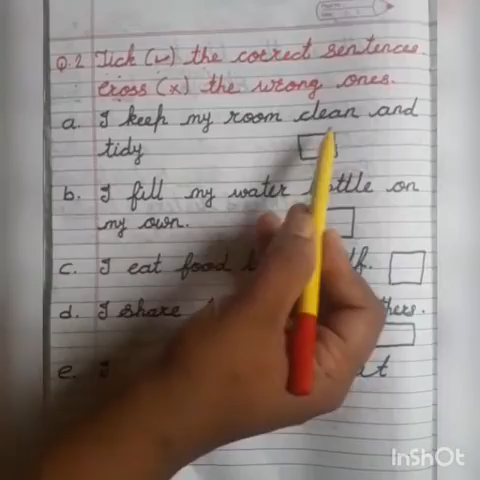 Q.2 Tick (✓) the correct sentences.
cross (x) the wrong ones.
a. I keep my room clean and
tidy
b. I fill my water bottle on
my own.
c. I eat food
d. I share
e. I
InShOt